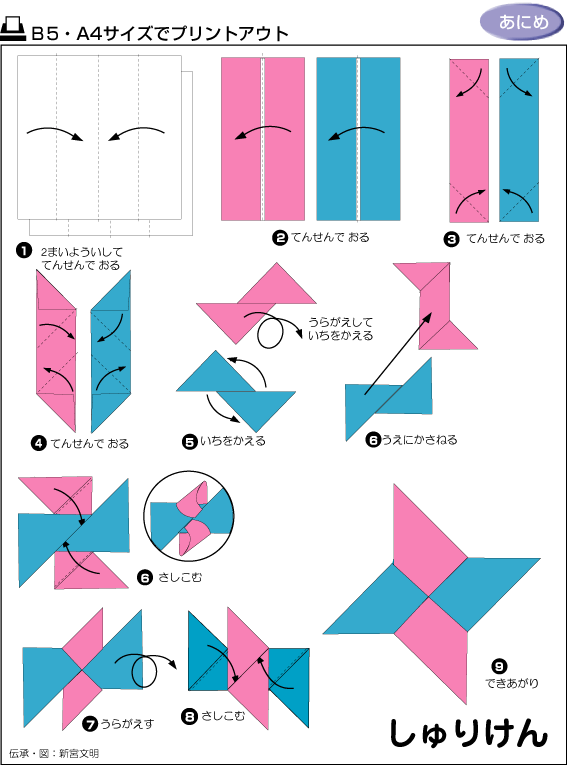 B5・A4サイズでプリントアウト
あにめ
❶ 2まいよういして
てんせんで おる
❷ てんせんで おる
❸ てんせんで おる
❹ てんせんで おる
うらがえして
いちをかえる
❺ いちをかえる
❻ うえにかさねる
❻ さしこむ
❼ うらがえす
❽ さしこむ
❾
できあがり
しゅりけん
伝承・図：新宮文明